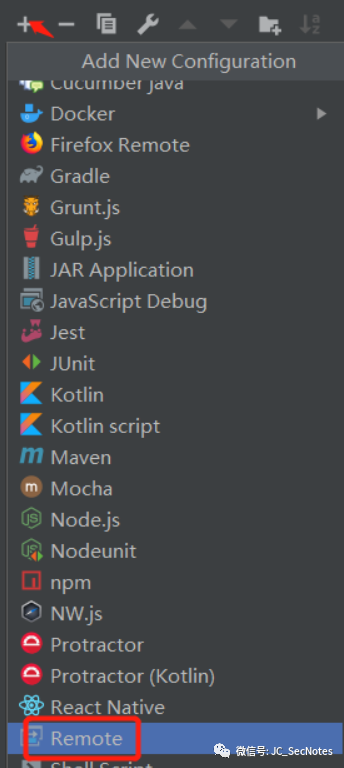 Add New Configuration
Cucumber Java
Docker
Firefox Remote
Gradle
Grunt.js
Gulp.js
JAR Application
JavaScript Debug
Jest
JUnit
Kotlin
Kotlin script
Maven
Mocha
Node.js
Nodeunit
npm
NW.js
Protractor
Protractor (Kotlin)
React Native
Remote
微信号: JC_SecNotes
Shell Script